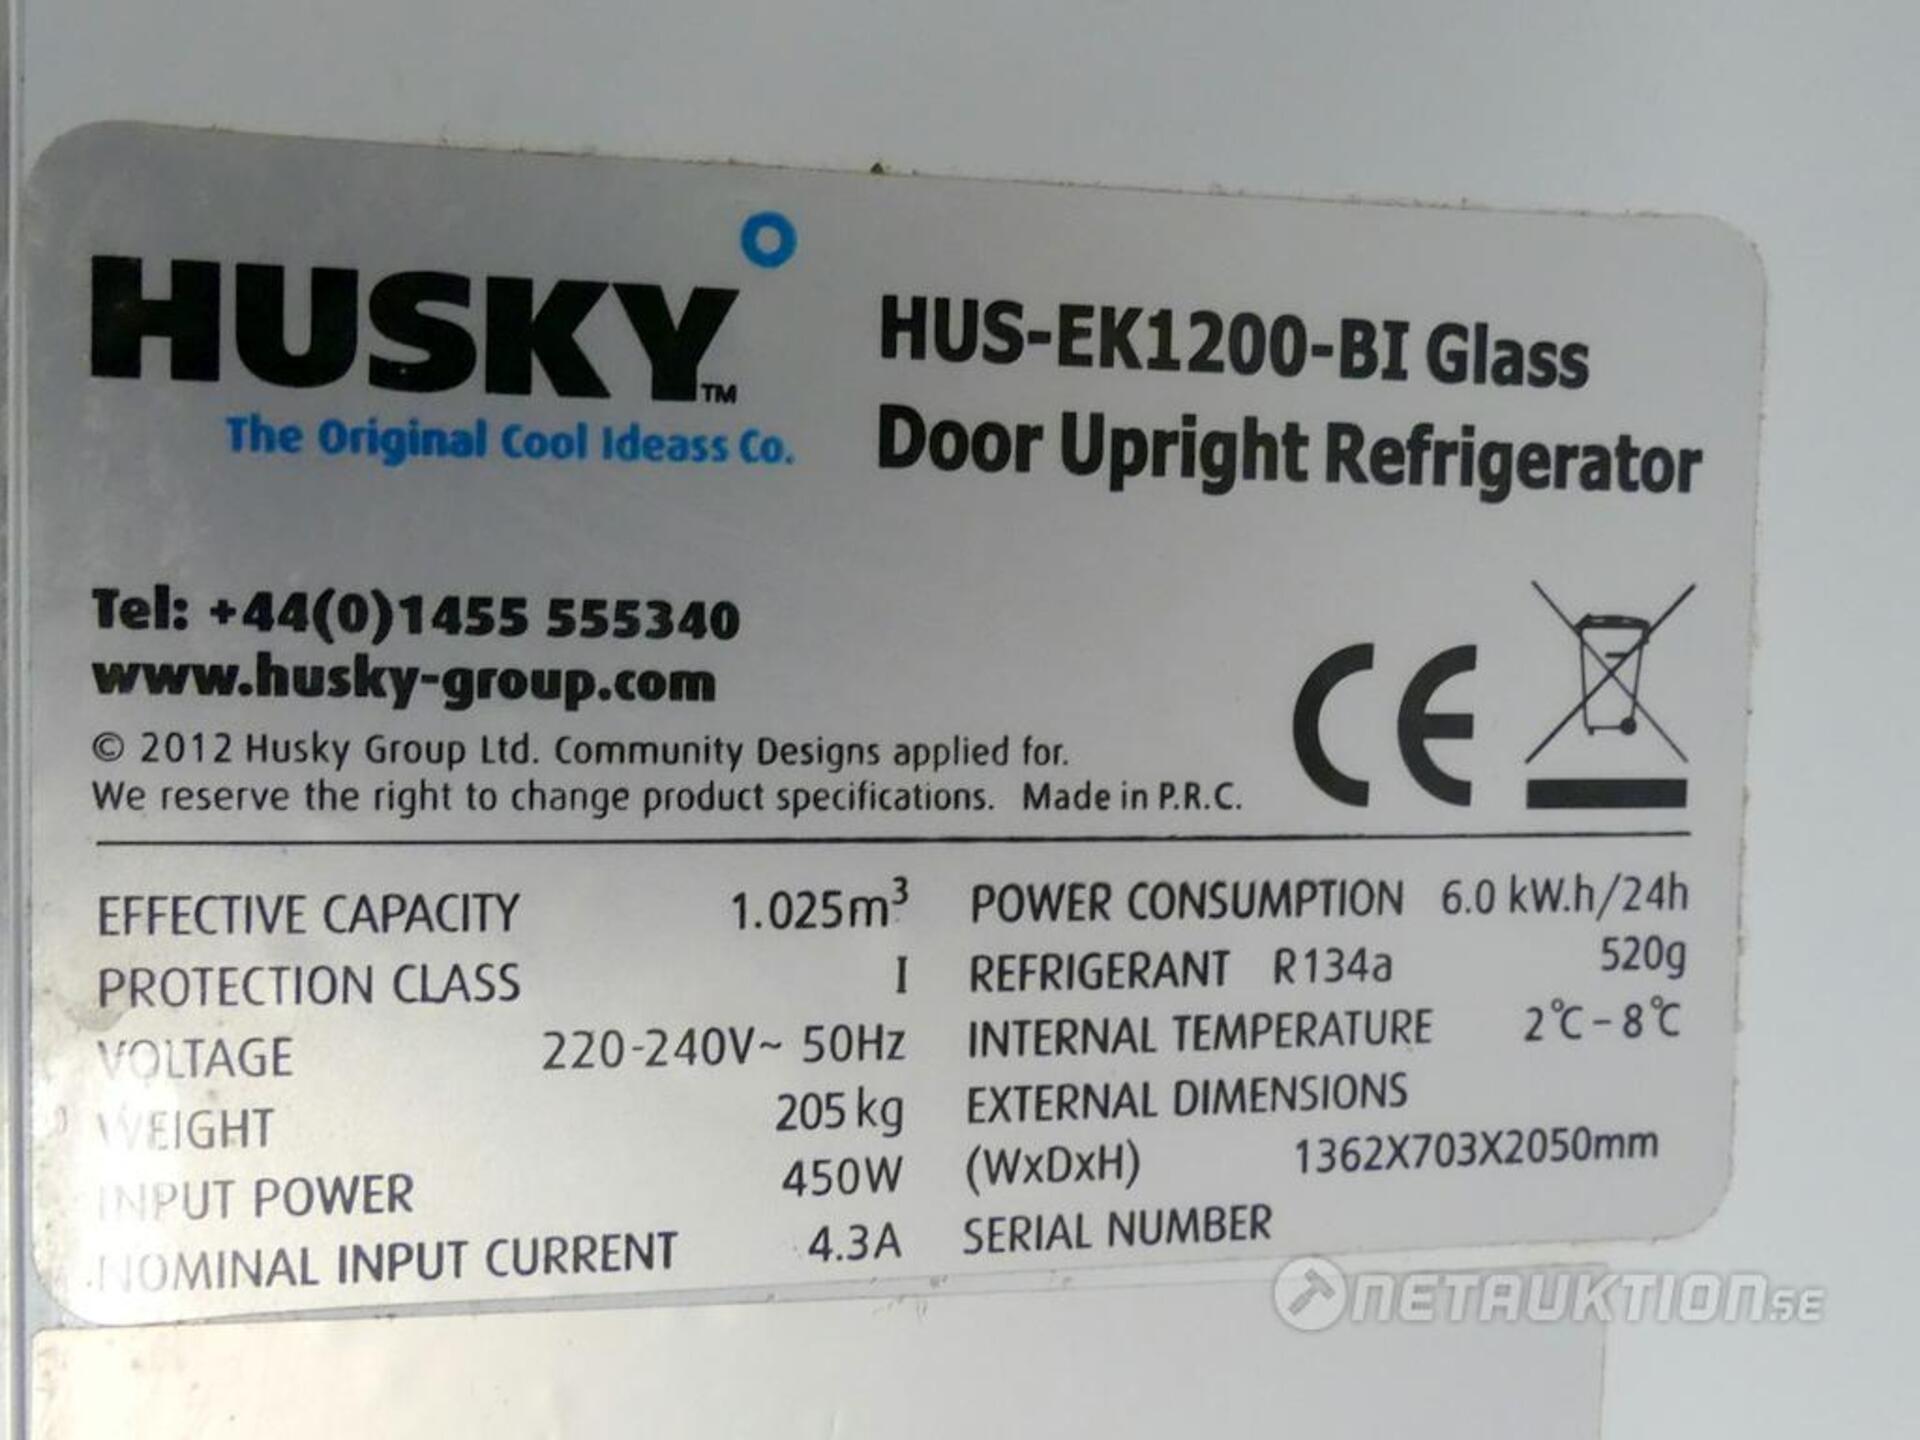 HUSKY™
The Original Cool Ideass Co.
HUS-EK1200-BI Glass
Door Upright Refrigerator
Tel: +44(0)1455 555340
www.husky-group.com
© 2012 Husky Group Ltd. Community Designs applied for.
We reserve the right to change product specifications. Made in P.R.C.
CE
EFFECTIVE CAPACITY 1.025m³
PROTECTION CLASS I
VOLTAGE 220-240V~ 50Hz
WEIGHT 205kg
INPUT POWER 450W
NOMINAL INPUT CURRENT 4.3A
POWER CONSUMPTION 6.0 kW.h/24h
REFRIGERANT R134a 520g
INTERNAL TEMPERATURE 2℃-8℃
EXTERNAL DIMENSIONS
(WxDxH) 1362X703X2050mm
SERIAL NUMBER
NETAUKTION.SE